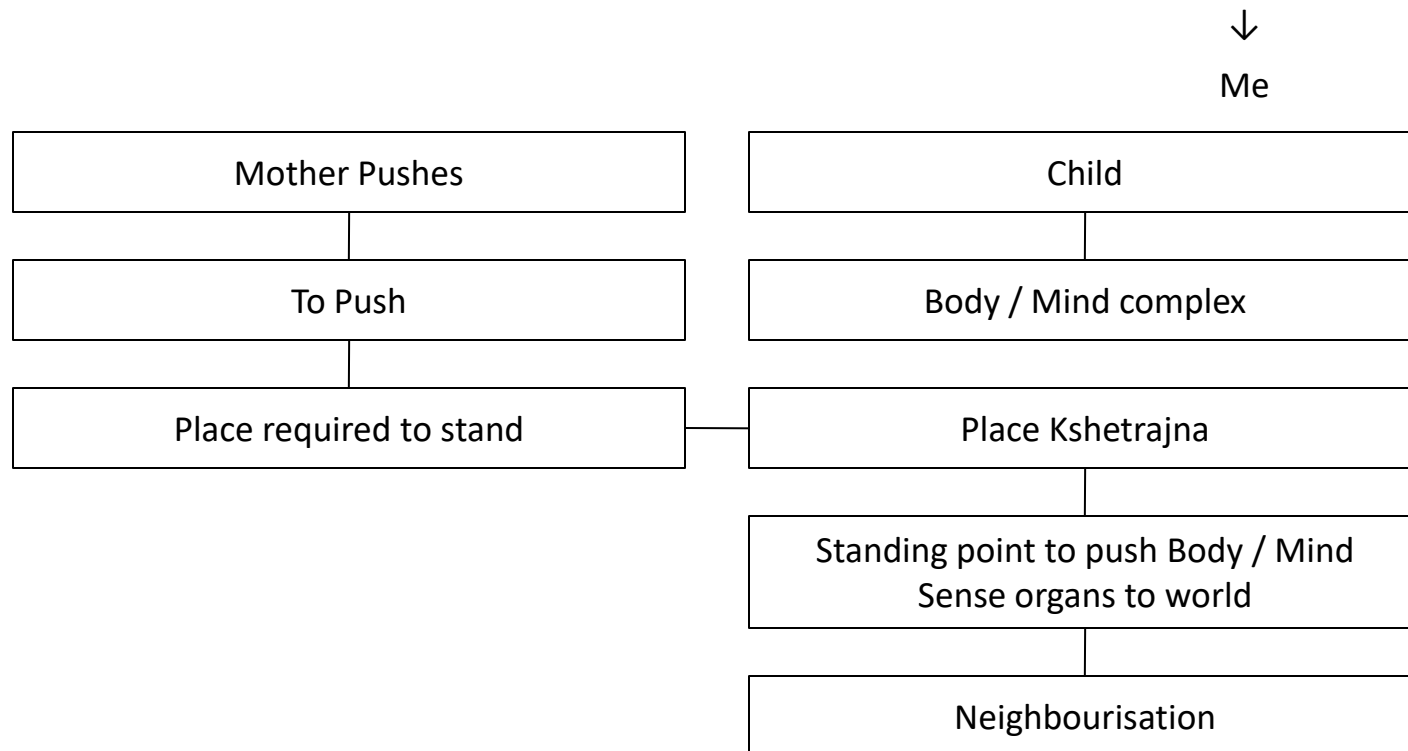 ↓
Me
Mother Pushes
Child
To Push
Body / Mind complex
Place required to stand
Place Kshetrajna
Standing point to push Body / Mind
Sense organs to world
Neighbourisation